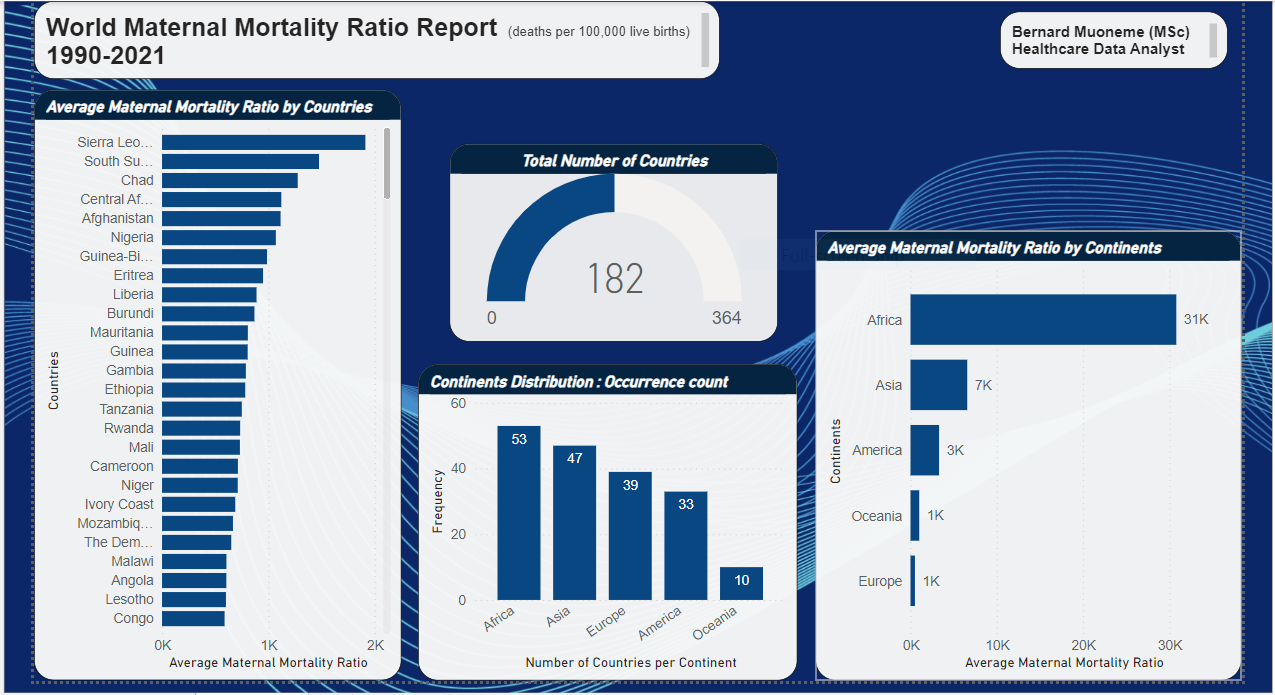 World Maternal Mortality Ratio Report (deaths per 100,000 live births)
1990-2021
Bernard Muoneme (MSc)
Healthcare Data Analyst
Average Maternal Mortality Ratio by Countries
Countries
Sierra Leo…
South Su…
Chad
Central Af…
Afghanistan
Nigeria
Guinea-Bi…
Eritrea
Liberia
Burundi
Mauritania
Guinea
Gambia
Ethiopia
Tanzania
Rwanda
Mali
Cameroon
Niger
Ivory Coast
Mozambiq…
The Dem…
Malawi
Angola
Lesotho
Congo
0K 1K 2K
Average Maternal Mortality Ratio
Total Number of Countries
182
0 364
Continents Distribution : Occurrence count
Frequency
60
40
20
0
53
47
39
33
10
Africa Asia Europe America Oceania
Number of Countries per Continent
Full-
Average Maternal Mortality Ratio by Continents
Continents
Africa 31K
Asia 7K
America 3K
Oceania 1K
Europe 1K
0K 10K 20K 30K
Average Maternal Mortality Ratio